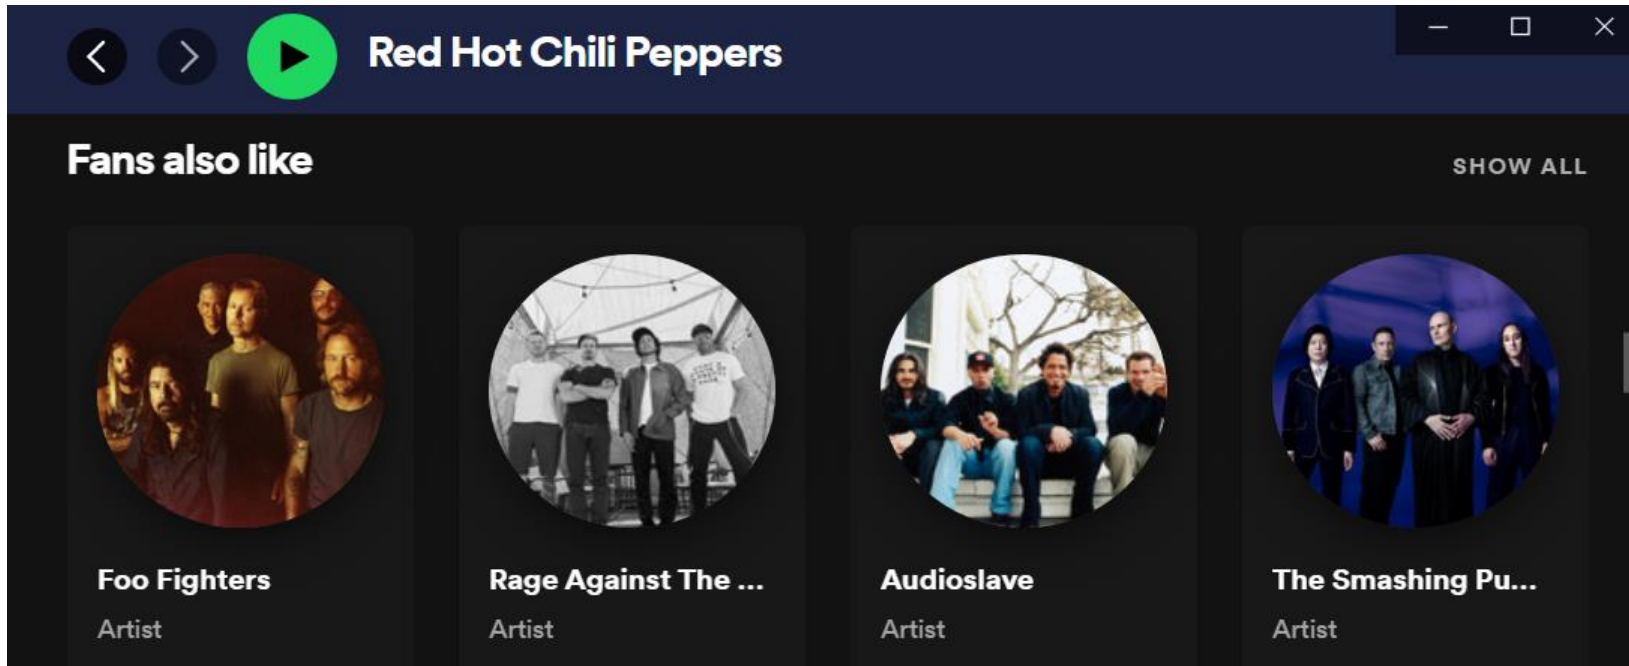 Red Hot Chili Peppers
Fans also like
SHOW ALL
Foo Fighters
Artist
Rage Against The ...
Artist
Audioslave
Artist
The Smashing Pu...
Artist